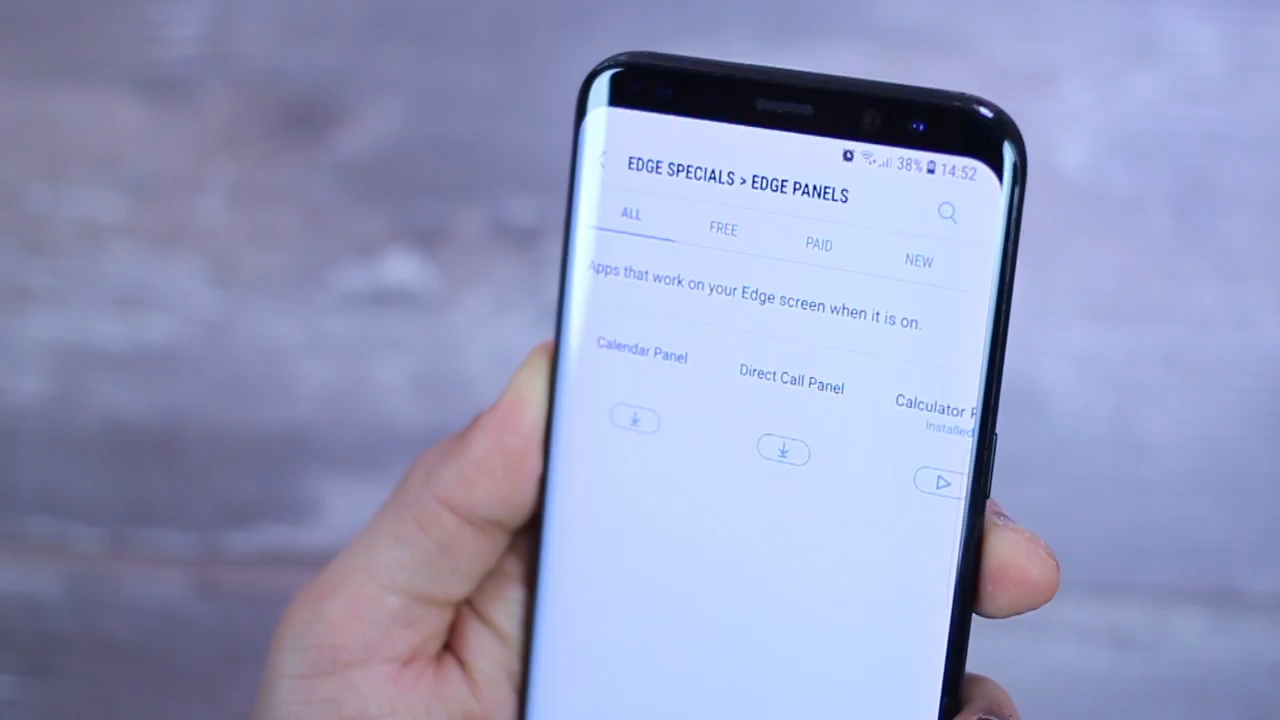 38% 14:52
EDGE SPECIALS > EDGE PANELS
ALL FREE PAID NEW
Apps that work on your Edge screen when it is on.
Calendar Panel Direct Call Panel Calculator
Installed